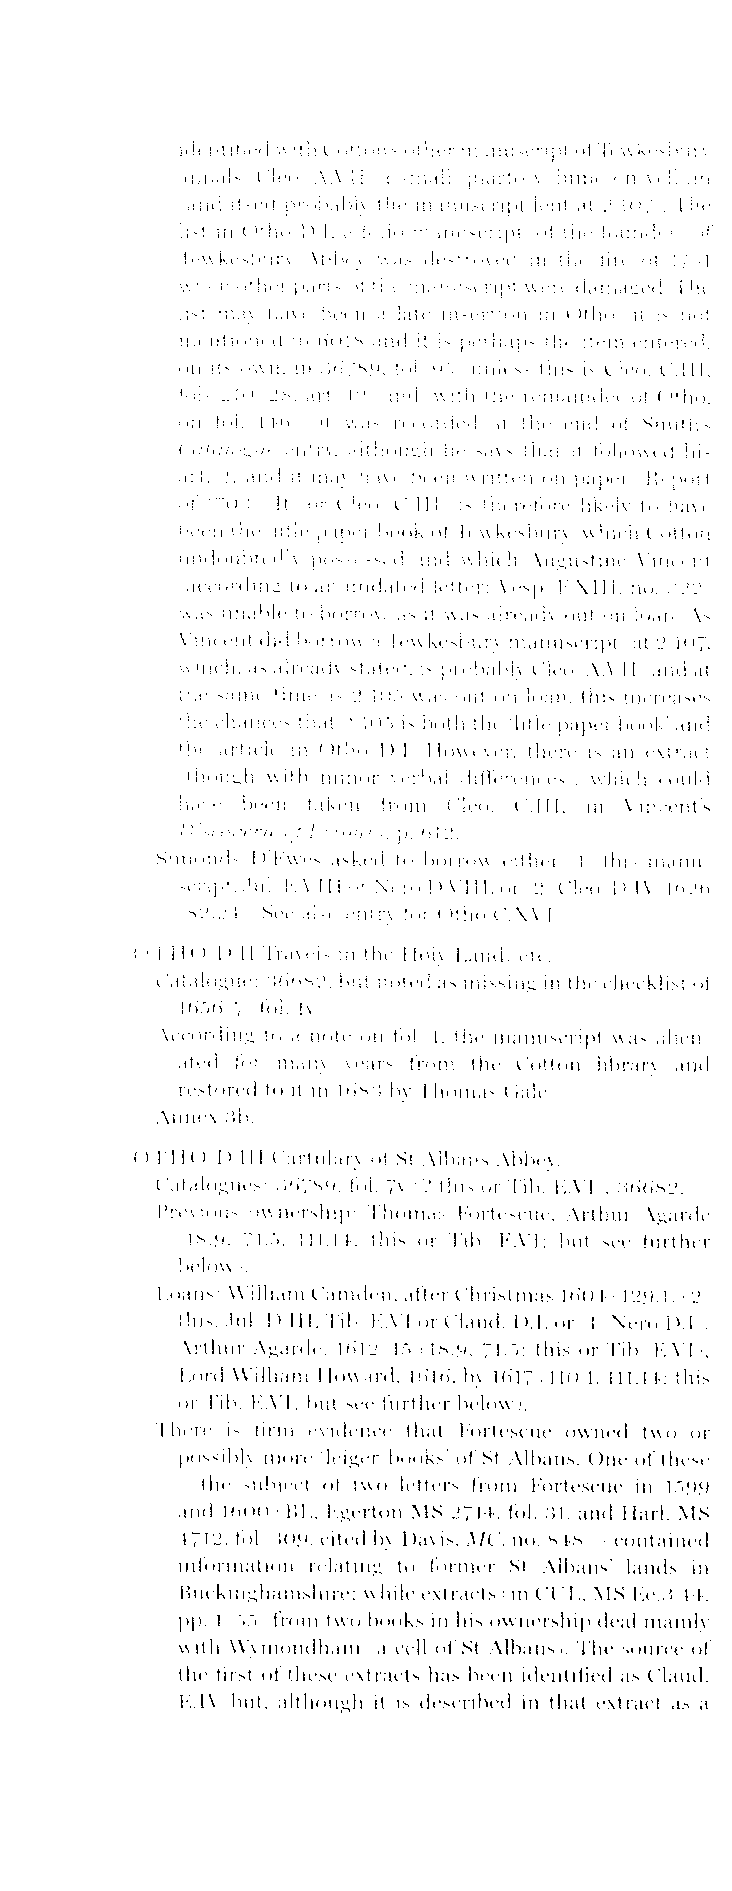 identified with Cotton's other manuscript of Tewkesbury
annals, Cleo. A.VII (a small quarto volume on vellum
and itself probably the manuscript lent at 2.107). The
list in Otho D.I, a folio manuscript, of the founders of
Tewkesbury Abbey was destroyed in the fire of 1731
when other parts of the manuscript were damaged. The
list may have been a late insertion in Otho: it is not
mentioned in 6018 and it is perhaps the item entered,
on its own, in 36789, fol. (unless this is Cleo. C.III,
fols art. and, with the remainder of Otho,
on fol. It was recorded at the end of Smith's
Catalogue entry, although he says that it followed his
art. 2, and it may have been written on paper (Report
of It (or Cleo. C.III) is therefore likely to have
been the little paper book of Tewkesbury which Cotton
undoubtedly possessed and which Augustine Vincent
(according to an undated letter: Vesp. F.XIII, no.
was unable to borrow, as it was already out on loan. As
Vincent did borrow a Tewkesbury manuscript (at 2.107,
which, as already stated, is probably Cleo. A.VII) and at
the same time as 2.105 was out on loan, this increases
the chances that 2.105 is both the 'little paper book' and
the article in Otho D.I. However, there is an extract
(though with minor verbal differences), which could
have been taken from Cleo. C.III, in Vincent's
Discoverie of Errours, p. 612.
Simonds D'Ewes asked to borrow either (1) this manu-
script, Jul. E.VIII or Nero D.VIII, or (2) Cleo. D.IV, 1626
(82.24). See also entry for Otho C.XVI.
OTHO D.II Travels in the Holy Land, etc.
Catalogue: 36682, but noted as missing in the checklist of
1656-7 (fol. iv
According to a note on fol. 1, the manuscript was alien-
ated for many years from the Cotton library and
restored to it in 1683 by Thomas Gale.
Annex 3b.
OTHO D.III Cartulary of St Albans Abbey.
Catalogues: 36789, fol. 7v (?this or Tib. E.VI), 36682.
Previous ownership: Thomas Fortescue, Arthur Agarde
(48.9, 71.5, 111.14: this or Tib. E.VI; but see further
below).
Loans: William Camden, after Christmas 1604 (129.1: (2)
this, Jul. D.III, Tib. E.VI or Claud. D.I, or (1) Nero D.I),
Arthur Agarde, 1612-15 (48.9, 71.5: this or Tib. E.VI),
Lord William Howard, 1616, by 1617 (110.1, 111.14: this
or Tib. E.VI, but see further below).
There is firm evidence that Fortescue owned two or
possibly more 'leiger books' of St Albans. One of these
– the subject of two letters from Fortescue in 1599
and 1600 (BL, Egerton MS 2714, fol. 31, and Harl. MS
4712, fol. 309, cited by Davis, MC, no. 848) – contained
information relating to former St Albans' lands in
Buckinghamshire; while extracts (in CUL, MS Ee.3.44,
pp. 1-55) from two books in his ownership deal mainly
with Wymondham (a cell of St Albans). The source of
the first of these extracts has been identified as Claud.
E.IV but, although it is described in that extract as a